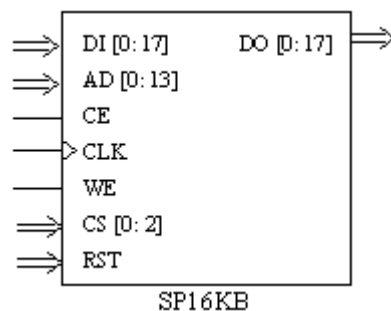 DI [0:17] DO [0:17]
AD [0:13]
CE
CLK
WE
CS [0:2]
RST
SP16KB